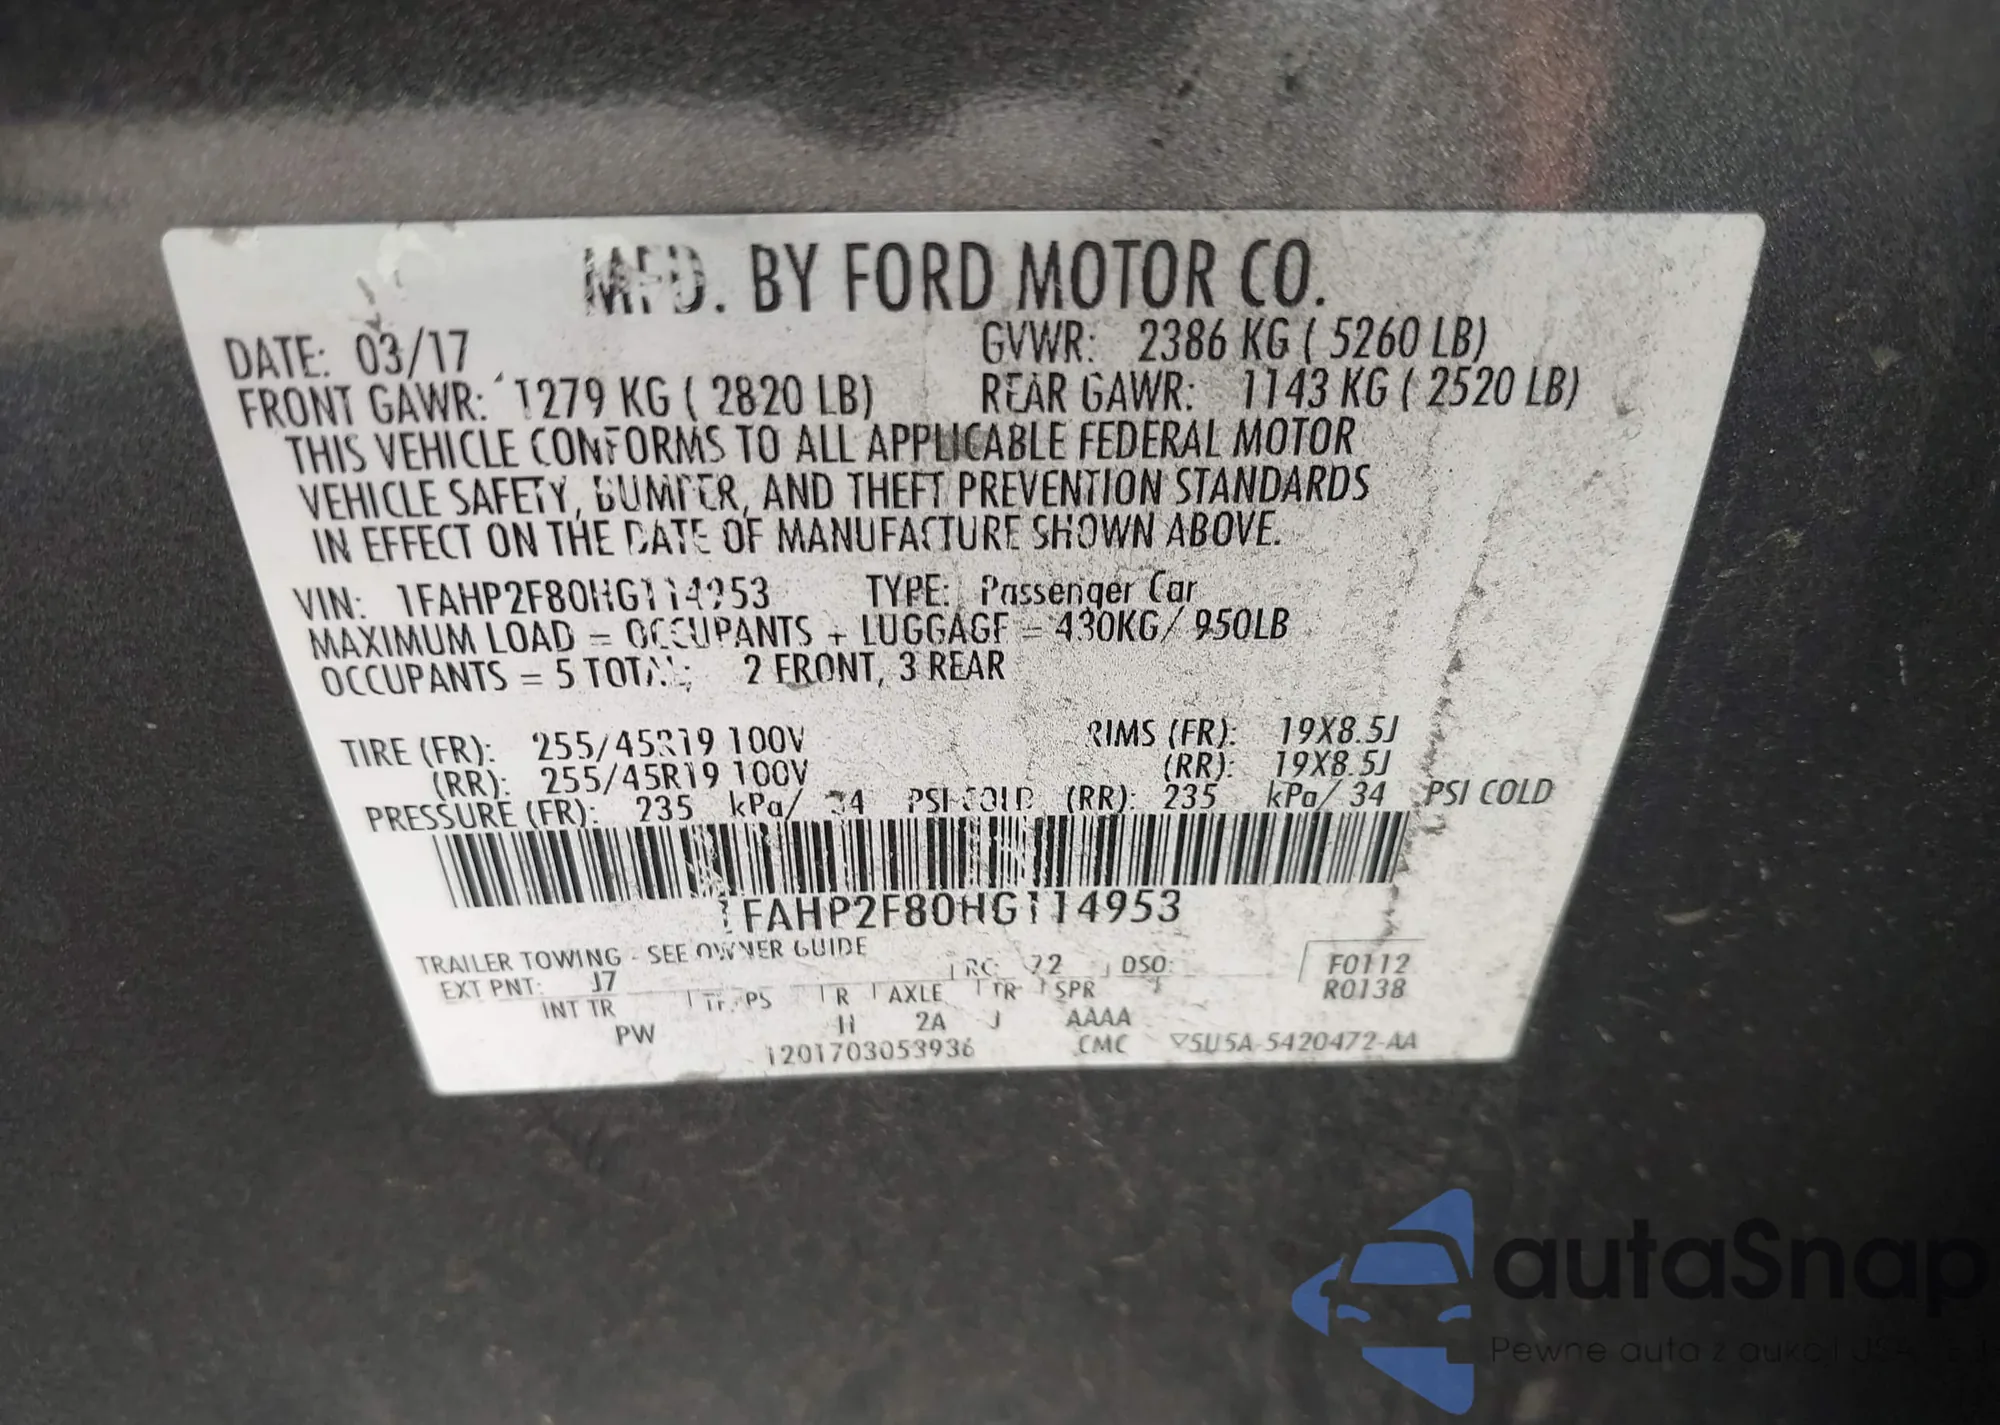 MFD. BY FORD MOTOR CO.
DATE: 03/17 GVWR: 2386 KG ( 5260 LB)
FRONT GAWR: 1279 KG ( 2820 LB) REAR GAWR: 1143 KG ( 2520 LB)
THIS VEHICLE CONFORMS TO ALL APPLICABLE FEDERAL MOTOR
VEHICLE SAFETY, BUMPER, AND THEFT PREVENTION STANDARDS
IN EFFECT ON THE DATE OF MANUFACTURE SHOWN ABOVE.
VIN: 1FAHP2F80HG114953 TYPE: Passenger Car
MAXIMUM LOAD = OCCUPANTS + LUGGAGE = 430KG/ 950LB
OCCUPANTS = 5 TOTAL; 2 FRONT, 3 REAR
TIRE (FR): 255/45R19 100V RIMS (FR): 19X8.5J
(RR): 255/45R19 100V (RR): 19X8.5J
PRESSURE (FR): 235 kPa/ 34 PSI COLD (RR): 235 kPa/ 34 PSI COLD
1FAHP2F80HG114953
TRAILER TOWING - SEE OWNER GUIDE
EXT PNT: J7 RC: 72 DSO: F0112
INT TR PS R AXLE TR SPR R0138
PW H 2A J AAAA
1201703053936 CMC ▽5U5A-5420472-AA
autaSnap
Pewne auta z aukcji